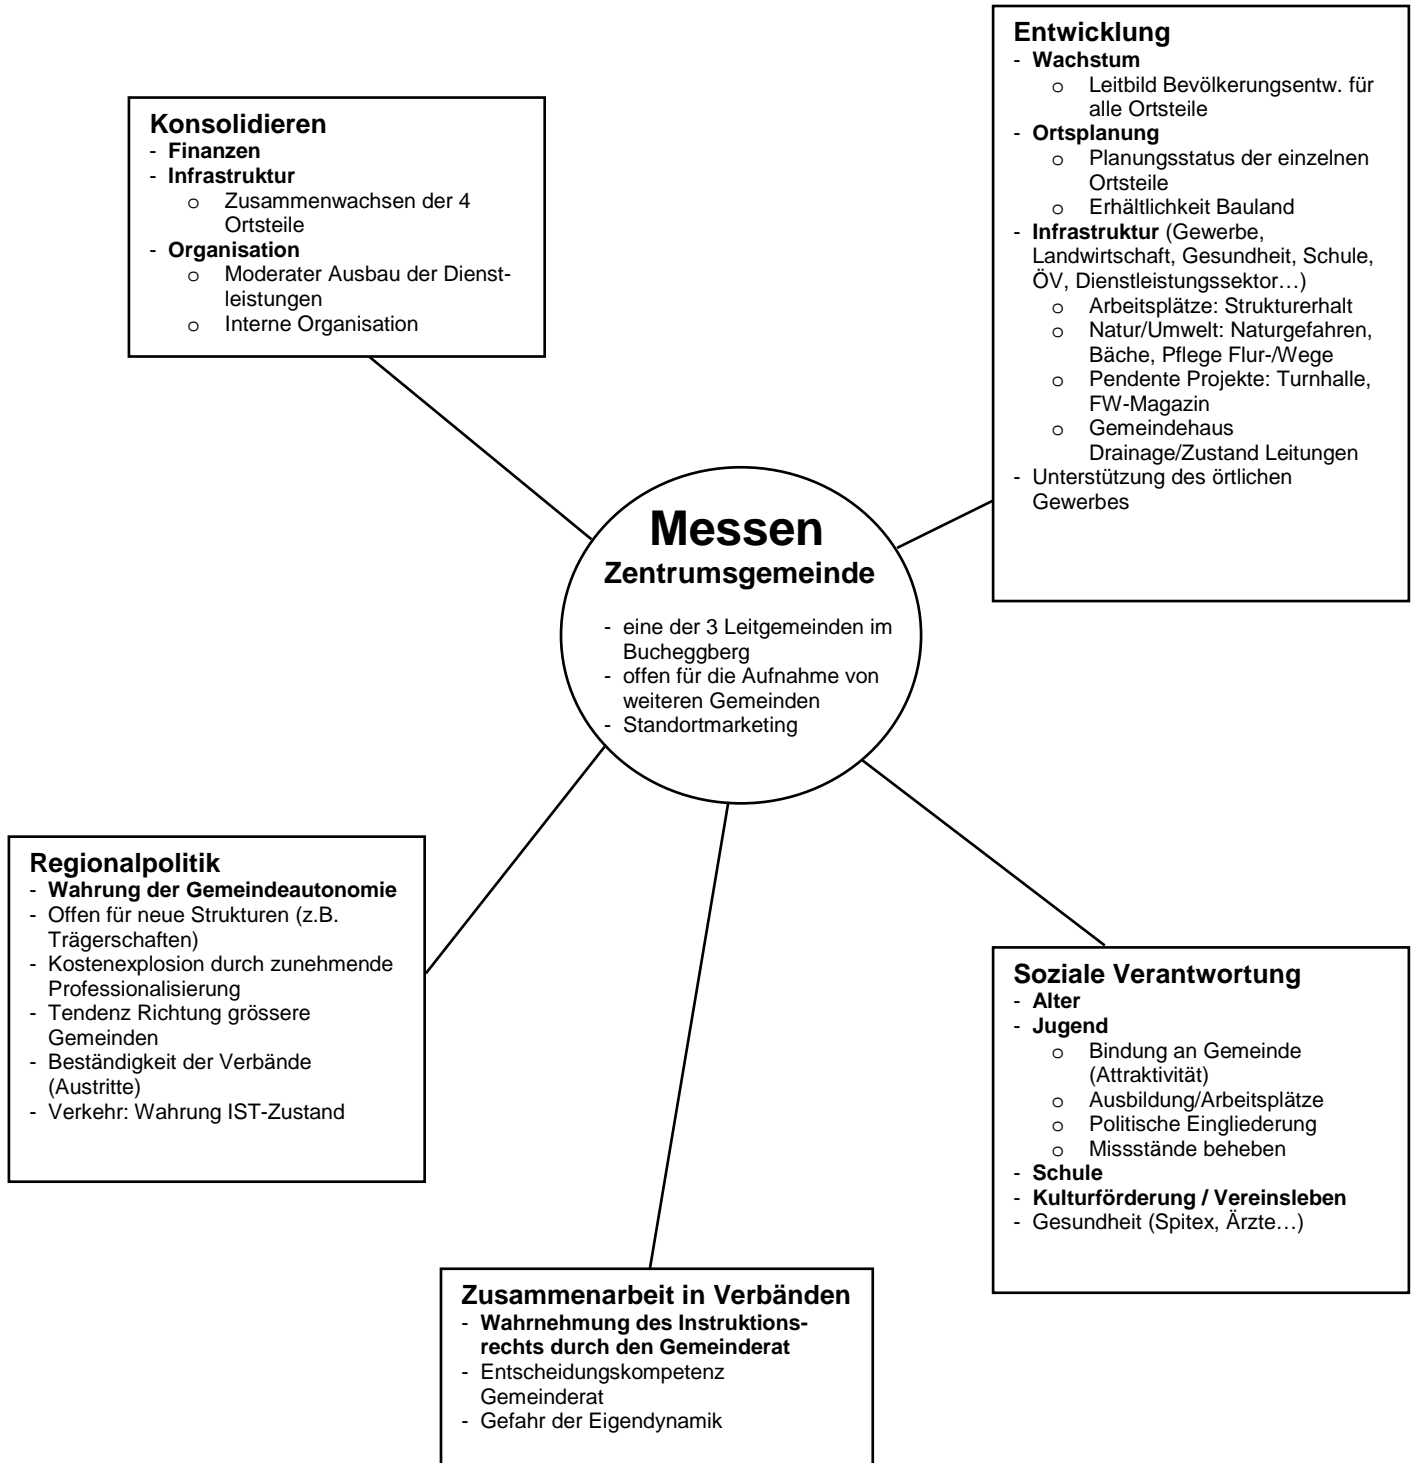 Entwicklung
- Wachstum
o Leitbild Bevölkerungsentw. für
alle Ortsteile
- Ortsplanung
o Planungsstatus der einzelnen
Ortsteile
o Erhältlichkeit Bauland
- Infrastruktur (Gewerbe,
Landwirtschaft, Gesundheit, Schule,
ÖV, Dienstleistungssektor…)
o Arbeitsplätze: Strukturerhalt
o Natur/Umwelt: Naturgefahren,
Bäche, Pflege Flur-/Wege
o Pendente Projekte: Turnhalle,
FW-Magazin
o Gemeindehaus
Drainage/Zustand Leitungen
- Unterstützung des örtlichen
Gewerbes
Konsolidieren
- Finanzen
- Infrastruktur
o Zusammenwachsen der 4
Ortsteile
- Organisation
o Moderater Ausbau der Dienst-
leistungen
o Interne Organisation
Messen
Zentrumsgemeinde
- eine der 3 Leitgemeinden im
Bucheggberg
- offen für die Aufnahme von
weiteren Gemeinden
- Standortmarketing
Regionalpolitik
- Wahrung der Gemeindeautonomie
- Offen für neue Strukturen (z.B.
Trägerschaften)
- Kostenexplosion durch zunehmende
Professionalisierung
- Tendenz Richtung grössere
Gemeinden
- Beständigkeit der Verbände
(Austritte)
- Verkehr: Wahrung IST-Zustand
Soziale Verantwortung
- Alter
- Jugend
o Bindung an Gemeinde
(Attraktivität)
o Ausbildung/Arbeitsplätze
o Politische Eingliederung
o Missstände beheben
- Schule
- Kulturförderung / Vereinsleben
- Gesundheit (Spitex, Ärzte…)
Zusammenarbeit in Verbänden
- Wahrnehmung des Instruktions-
rechts durch den Gemeinderat
- Entscheidungskompetenz
Gemeinderat
- Gefahr der Eigendynamik